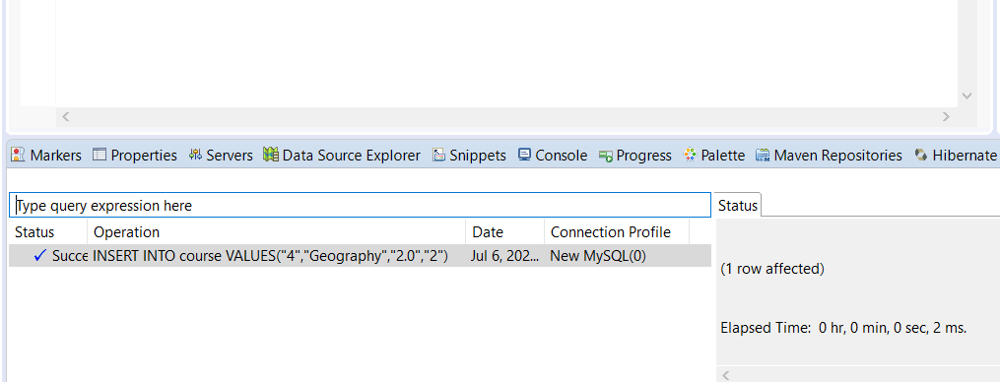 Markers Properties Servers Data Source Explorer Snippets Console Progress Palette Maven Repositories Hibernate
Type query expression here
Status
Status Operation Date Connection Profile
Succe INSERT INTO course VALUES("4","Geography","2.0","2") Jul 6, 202... New MySQL(0)
(1 row affected)
Elapsed Time:  0 hr, 0 min, 0 sec, 2 ms.